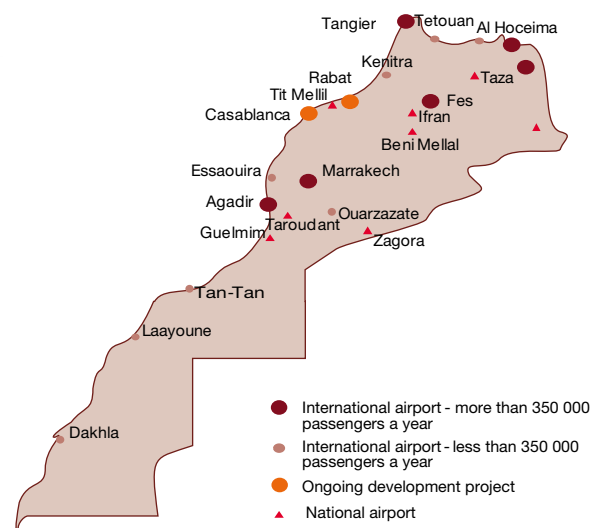 Tangier
Tetouan
Al Hoceima
Kenitra
Taza
Rabat
Tit Mellil
Fes
Casablanca
Ifran
Beni Mellal
Essaouira
Marrakech
Agadir
Ouarzazate
Taroudant
Guelmim
Zagora
Tan-Tan
Laayoune
Dakhla
International airport - more than 350 000
passengers a year
International airport - less than 350 000
passengers a year
Ongoing development project
National airport